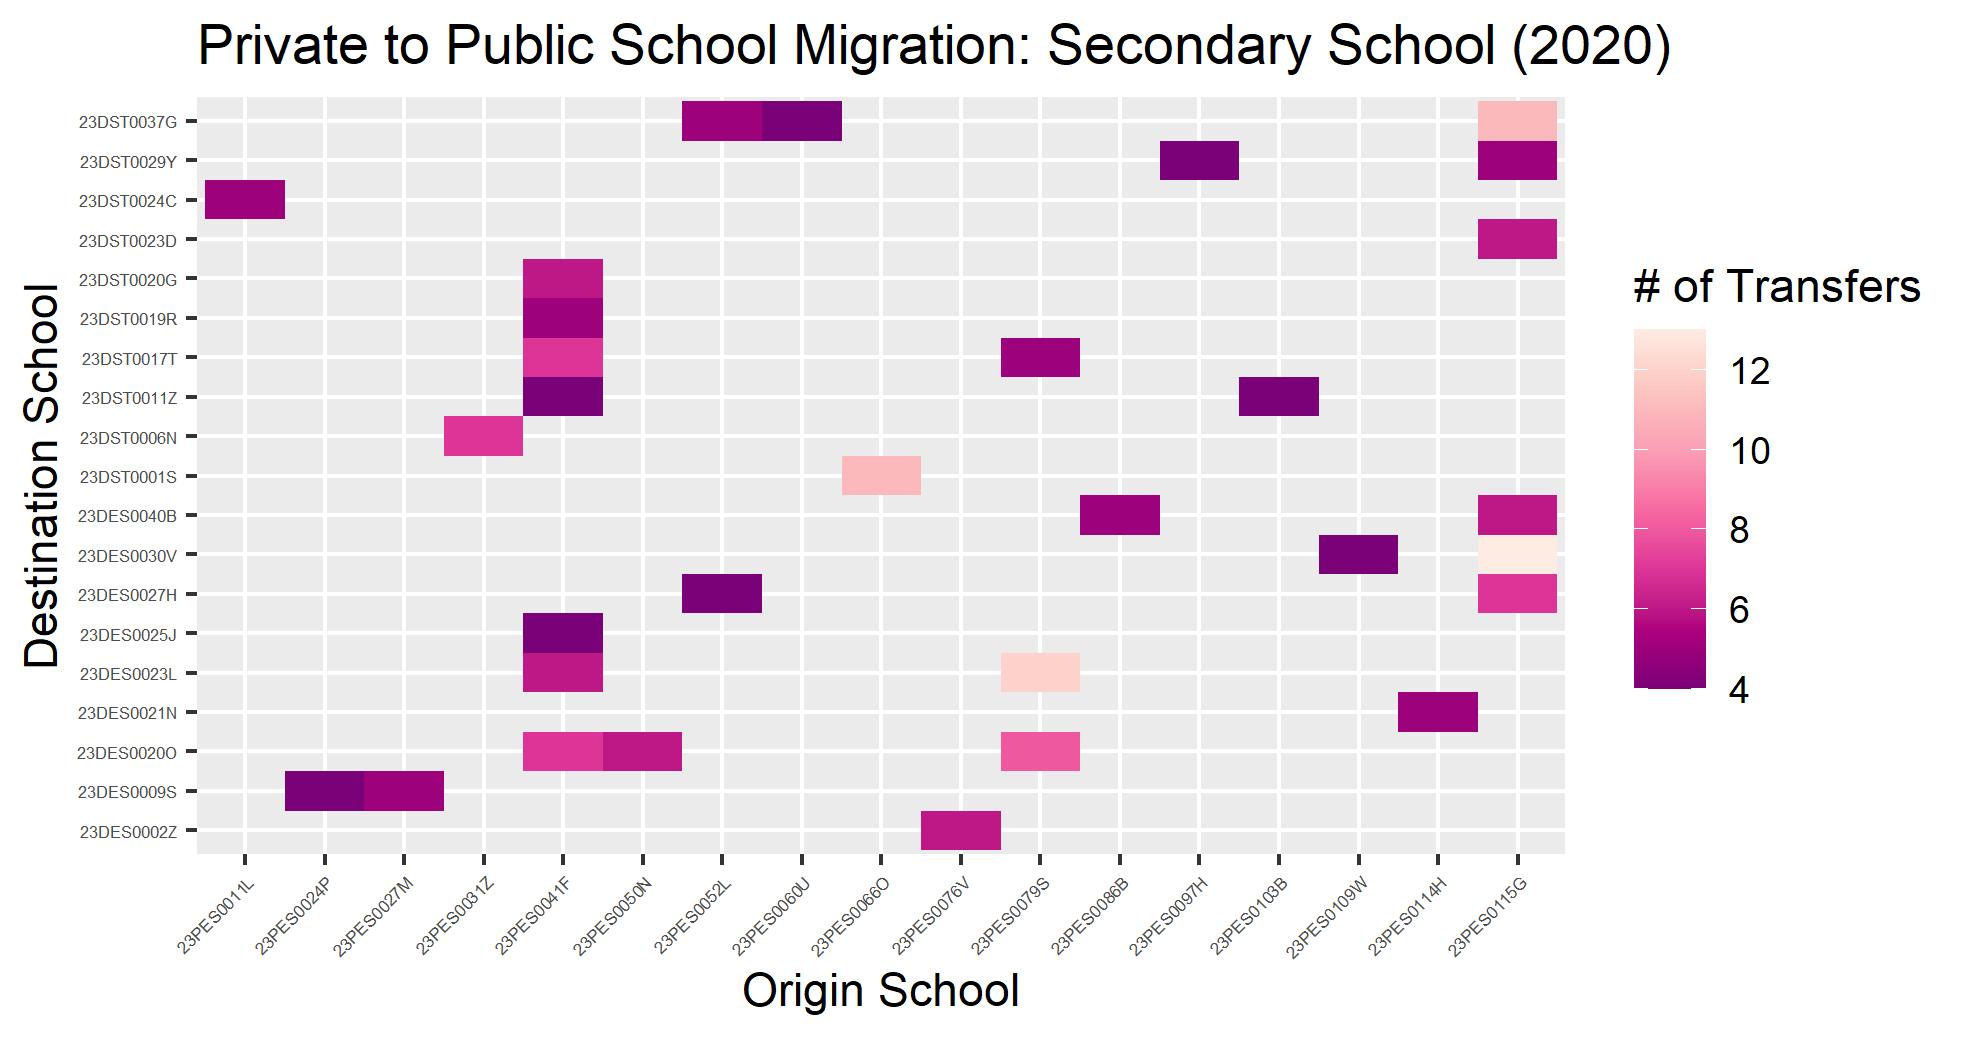 Private to Public School Migration: Secondary School (2020)
23DST0037G
23DST0029Y
23DST0024C
23DST0023D
23DST0020G
23DST0019R
23DST0017T
23DST0011Z
23DST0006N
23DST0001S
23DES0040B
23DES0030V
23DES0027H
23DES0025J
23DES0023L
23DES0021N
23DES0020O
23DES0009S
23DES0002Z
Destination School
23PES0011L
23PES0024P
23PES0027M
23PES0031Z
23PES0041F
23PES0050N
23PES0052L
23PES0060U
23PES0066O
23PES0076V
23PES0079S
23PES0086B
23PES0097H
23PES0103B
23PES0109W
23PES0114H
23PES0115G
Origin School
# of Transfers
12
10
8
6
4